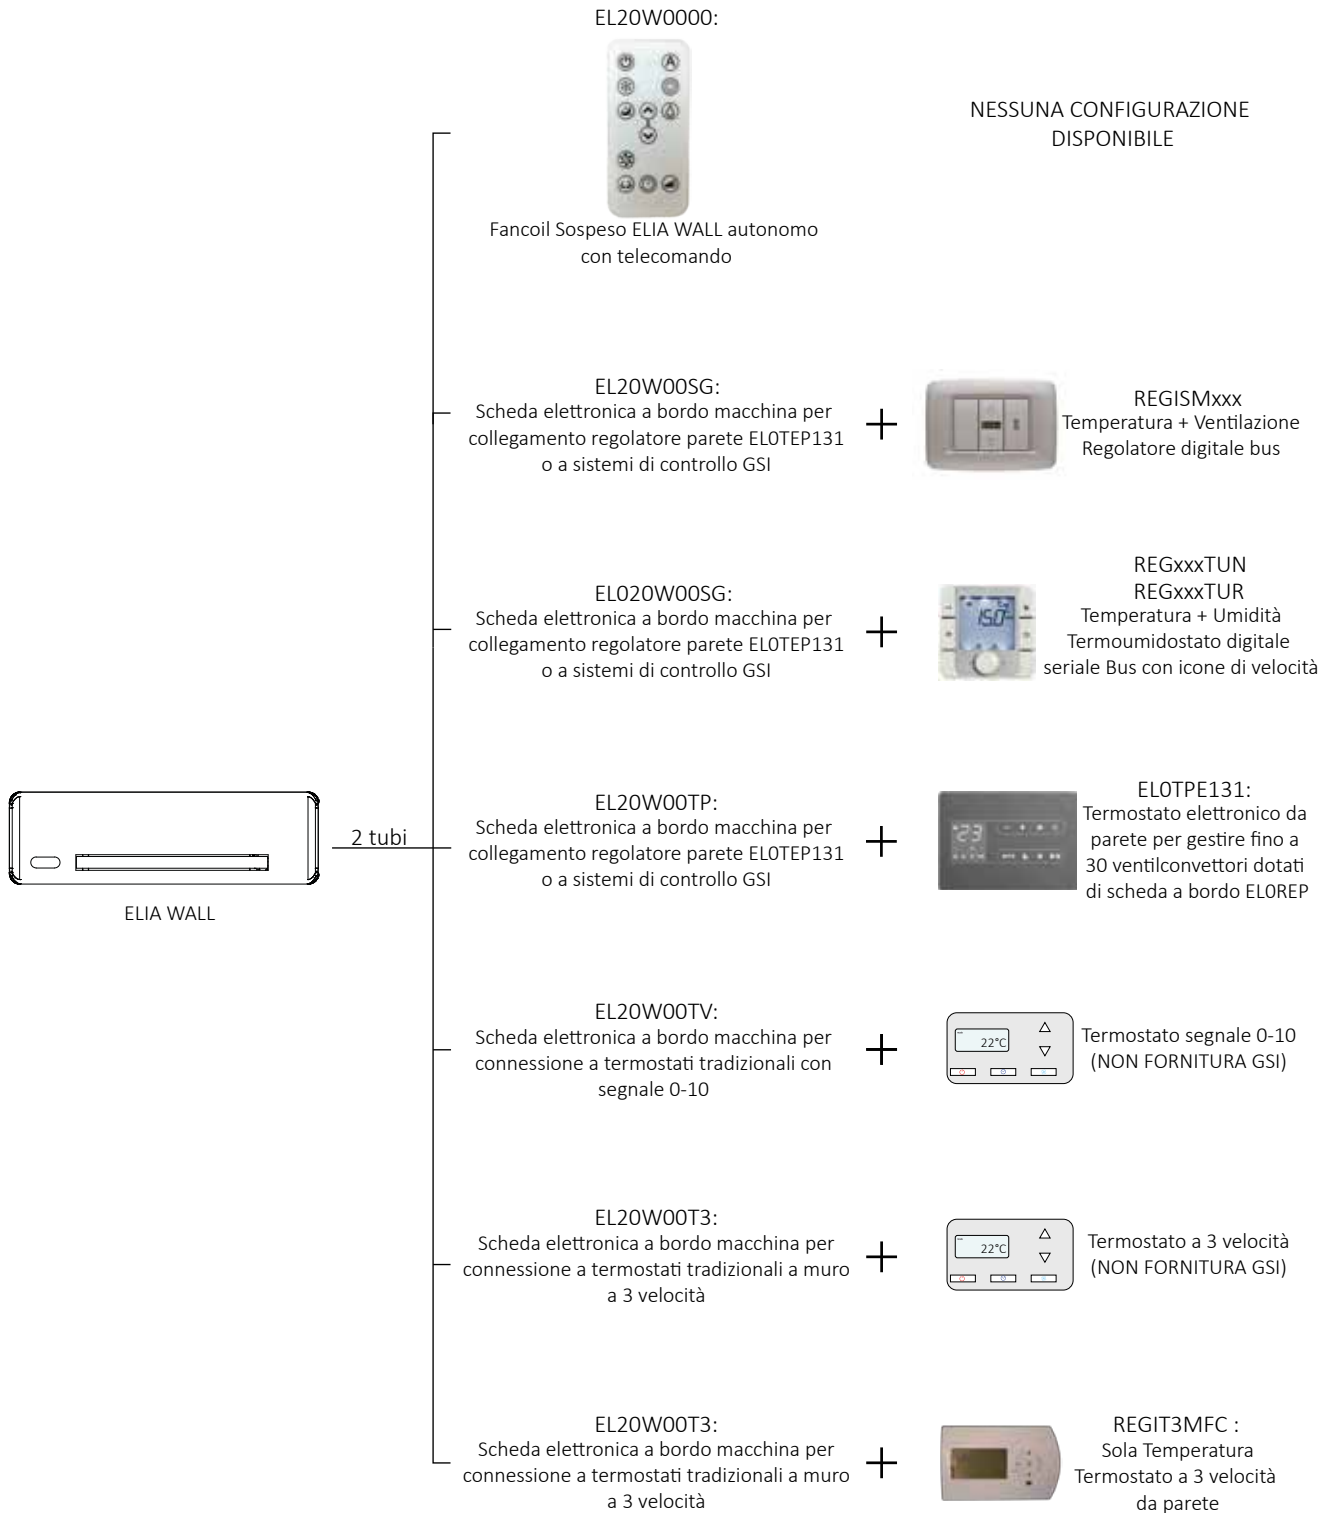 EL20W0000:
Fancoil Sospeso ELIA WALL autonomo
con telecomando
NESSUNA CONFIGURAZIONE
DISPONIBILE
EL20W00SG:
Scheda elettronica a bordo macchina per
collegamento regolatore parete EL0TEP131
o a sistemi di controllo GSI
+
REGISMxxx
Temperatura + Ventilazione
Regolatore digitale bus
EL020W00SG:
Scheda elettronica a bordo macchina per
collegamento regolatore parete EL0TEP131
o a sistemi di controllo GSI
+
15.0
REGxxxTUN
REGxxxTUR
Temperatura + Umidità
Termoumidostato digitale
seriale Bus con icone di velocità
ELIA WALL
2 tubi
EL20W00TP:
Scheda elettronica a bordo macchina per
collegamento regolatore parete EL0TEP131
o a sistemi di controllo GSI
+
23
EL0TPE131:
Termostato elettronico da
parete per gestire fino a
30 ventilconvettori dotati
di scheda a bordo EL0REP
EL20W00TV:
Scheda elettronica a bordo macchina per
connessione a termostati tradizionali con
segnale 0-10
+
22°C
Termostato segnale 0-10
(NON FORNITURA GSI)
EL20W00T3:
Scheda elettronica a bordo macchina per
connessione a termostati tradizionali a muro
a 3 velocità
+
22°C
Termostato a 3 velocità
(NON FORNITURA GSI)
EL20W00T3:
Scheda elettronica a bordo macchina per
connessione a termostati tradizionali a muro
a 3 velocità
+
REGIT3MFC :
Sola Temperatura
Termostato a 3 velocità
da parete